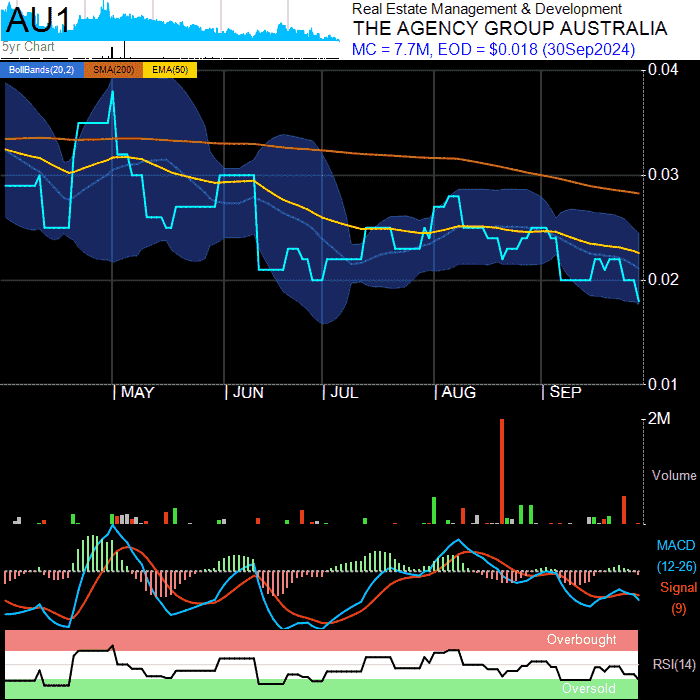 AU1
5yr Chart
Real Estate Management & Development
THE AGENCY GROUP AUSTRALIA
MC = 7.7M, EOD = $0.018 (30Sep2024)
BollBands(20,2) SMA(200) EMA(50)
0.04
0.03
0.02
0.01
MAY JUN JUL AUG SEP
2M
Volume
MACD
(12-26)
Signal
(9)
Overbought
RSI(14)
Oversold